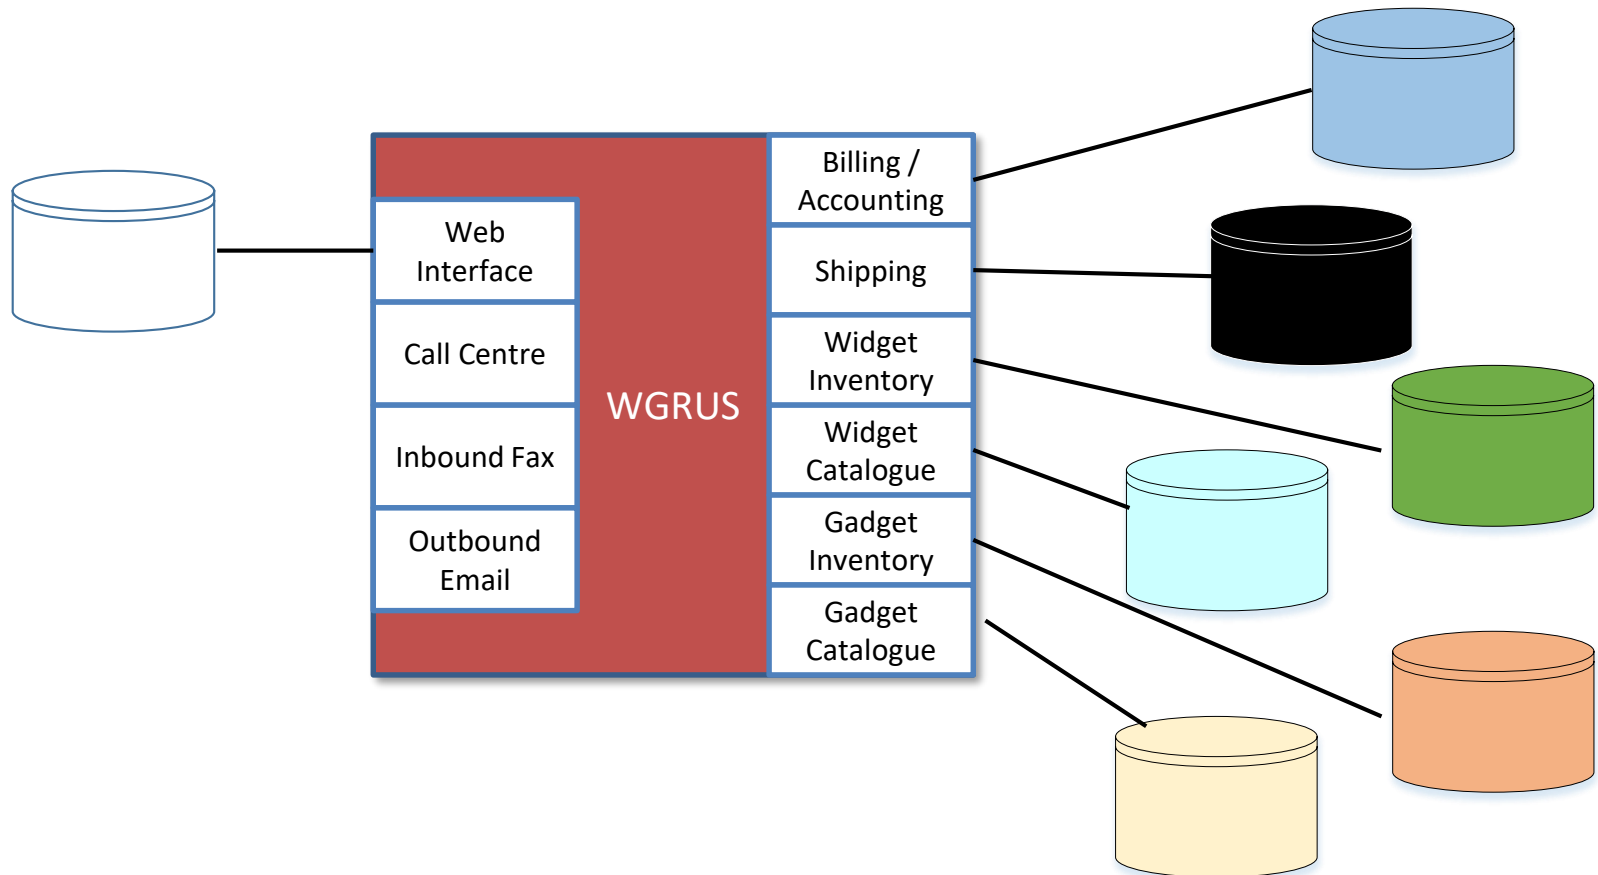 Web
Interface
Call Centre
Inbound Fax
Outbound
Email
WGRUS
Billing /
Accounting
Shipping
Widget
Inventory
Widget
Catalogue
Gadget
Inventory
Gadget
Catalogue